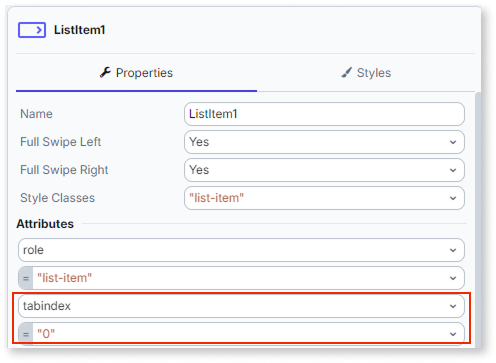 ListItem1
Properties Styles
Name ListItem1
Full Swipe Left Yes
Full Swipe Right Yes
Style Classes "list-item"
Attributes
role
= "list-item"
tabindex
= "0"